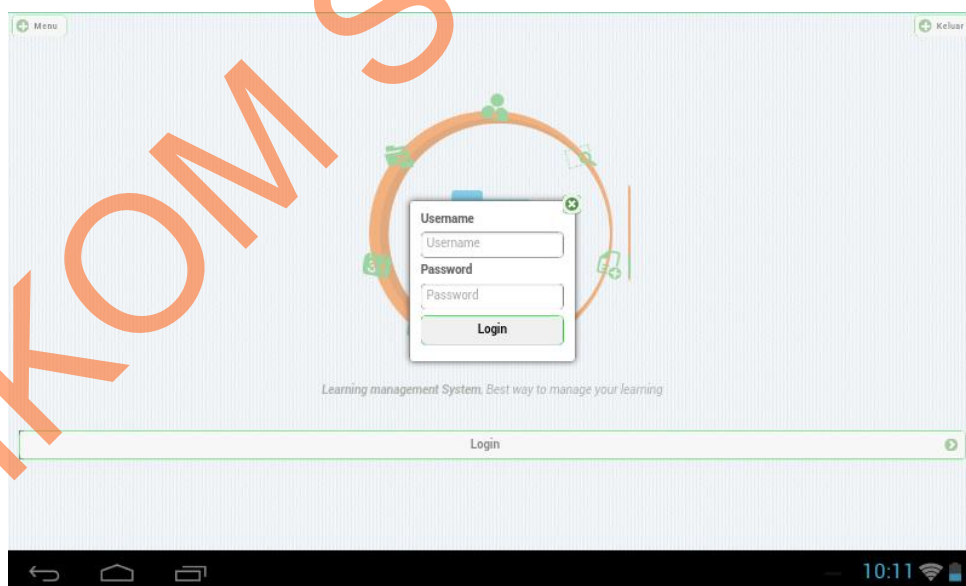 Menu
Keluar
Username
Username
Password
Password
Login
Learning management System, Best way to manage your learning
Login
10:11
KOM S